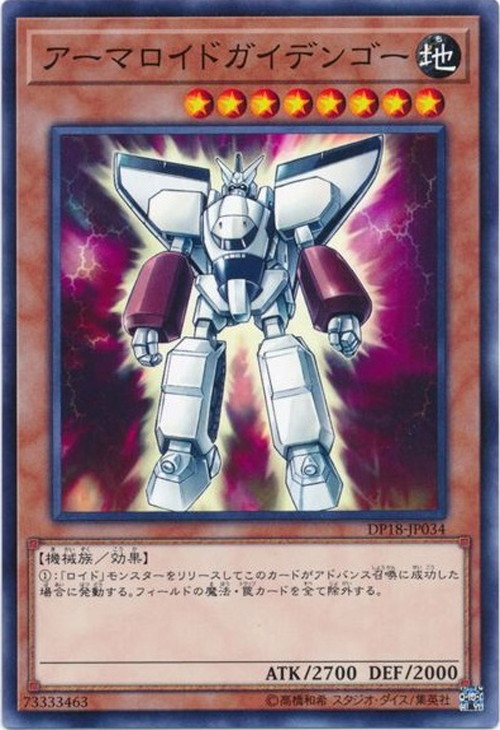 アーマロイドガイデンゴー
地
DP18-JP034
【機械族／効果】
①：「ロイド」モンスターをリリースしてこのカードがアドバンス召喚に成功した
場合に発動する。フィールドの魔法・罠カードを全て除外する。
ATK/2700 DEF/2000
73333463
©高橋和希 スタジオ・ダイス/集英社